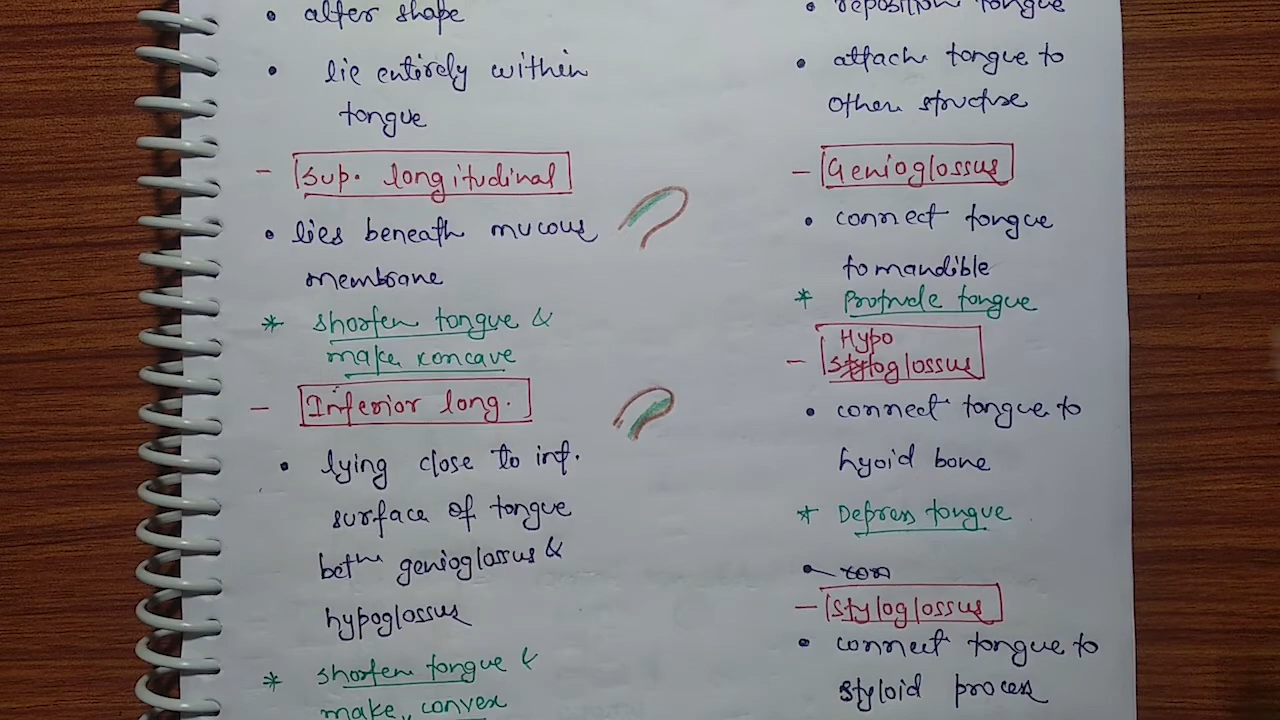 • alter shape
• lie entirely within
tongue
– Sup. longitudinal
• lies beneath mucous
membrane
* shorten tongue &
make concave
– Inferior long.
• lying close to inf.
surface of tongue
betn genioglossus &
hypoglossus
* shorten tongue &
make convex
• reposition tongue
• attach tongue to
other structure
– Genioglossus
• connect tongue
to mandible
* Protrude tongue
Hypo
– Styloglossus
• connect tongue to
hyoid bone
* Depress tongue
• con
– Styloglossus
• connect tongue to
styloid process